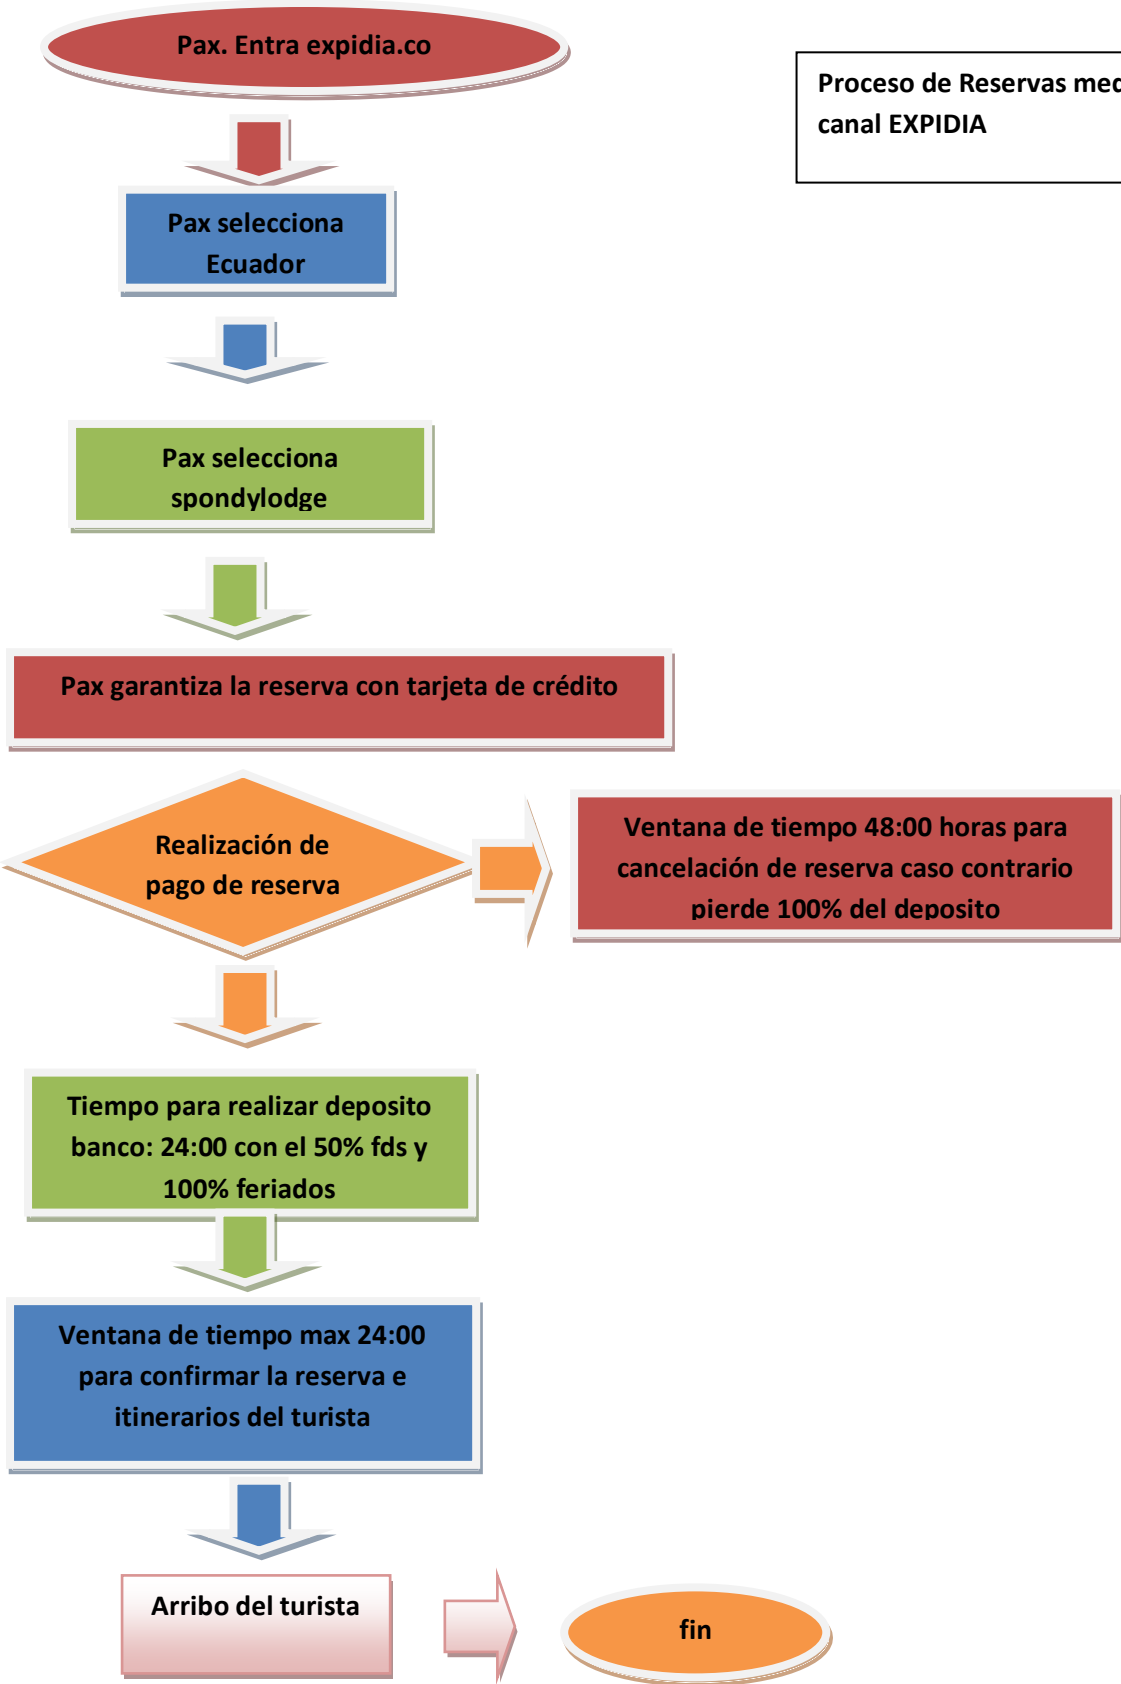 Pax. Entra expidia.co
Proceso de Reservas med
canal EXPIDIA
Pax selecciona
Ecuador
Pax selecciona
spondylodge
Pax garantiza la reserva con tarjeta de crédito
Realización de
pago de reserva
Ventana de tiempo 48:00 horas para
cancelación de reserva caso contrario
pierde 100% del deposito
Tiempo para realizar deposito
banco: 24:00 con el 50% fds y
100% feriados
Ventana de tiempo max 24:00
para confirmar la reserva e
itinerarios del turista
Arribo del turista
fin